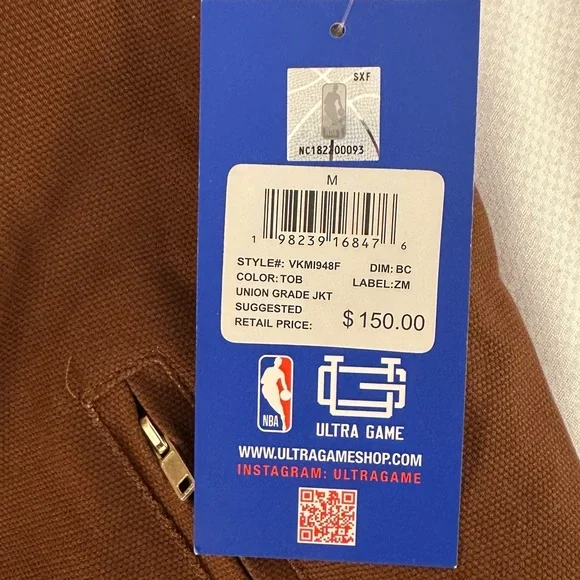 SXF
NC182200093
M
1 98239 16847 6
STYLE#: VKMI948F DIM: BC
COLOR: TOB LABEL: ZM
UNION GRADE JKT
SUGGESTED
RETAIL PRICE: $150.00
NBA
ULTRA GAME
WWW.ULTRAGAMESHOP.COM
INSTAGRAM: ULTRAGAME